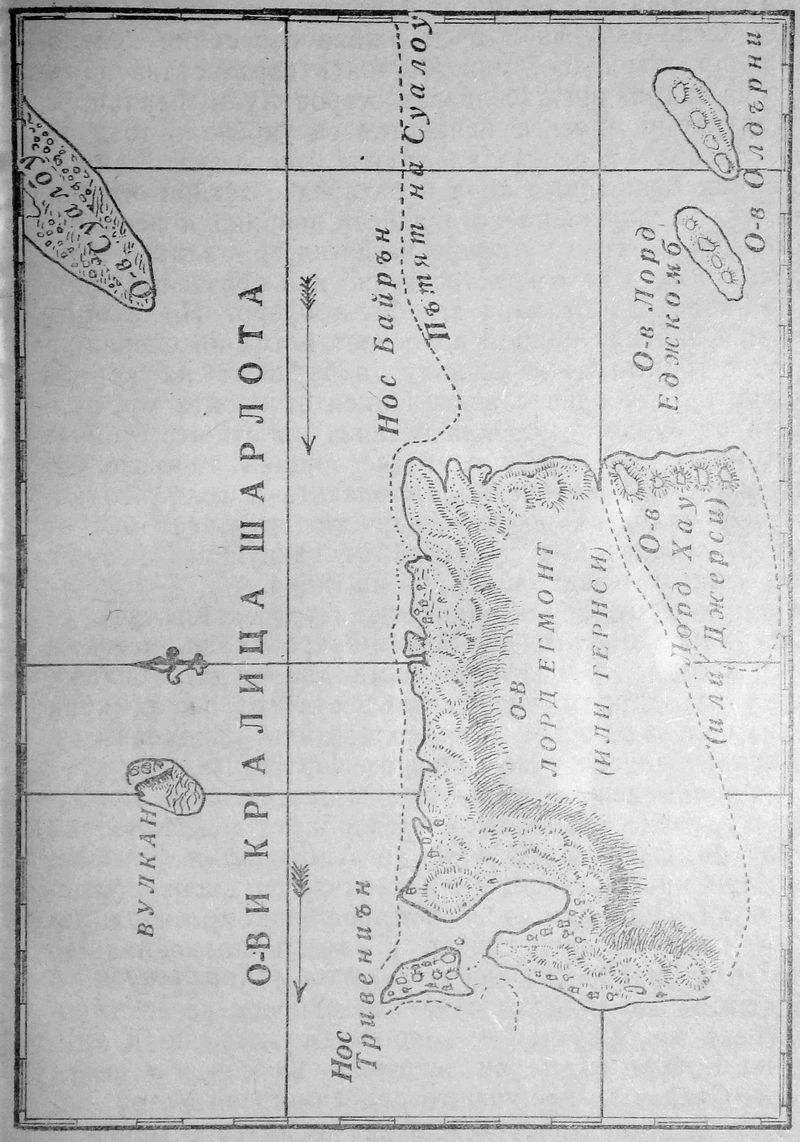 О-ВИ КРАЛИЦА ШАРЛОТА
ВУЛКАН
О-в Суалоу
Нос
Тривениън
Нос Байрън
Пътят на Суалоу
О-В
ЛОРД ЕГМОНТ
(ИЛИ ГЕРНСИ)
О-в
Лорд Хау
(или Джерси)
О-в Лорд
Еджкомб
О-в Олдърни